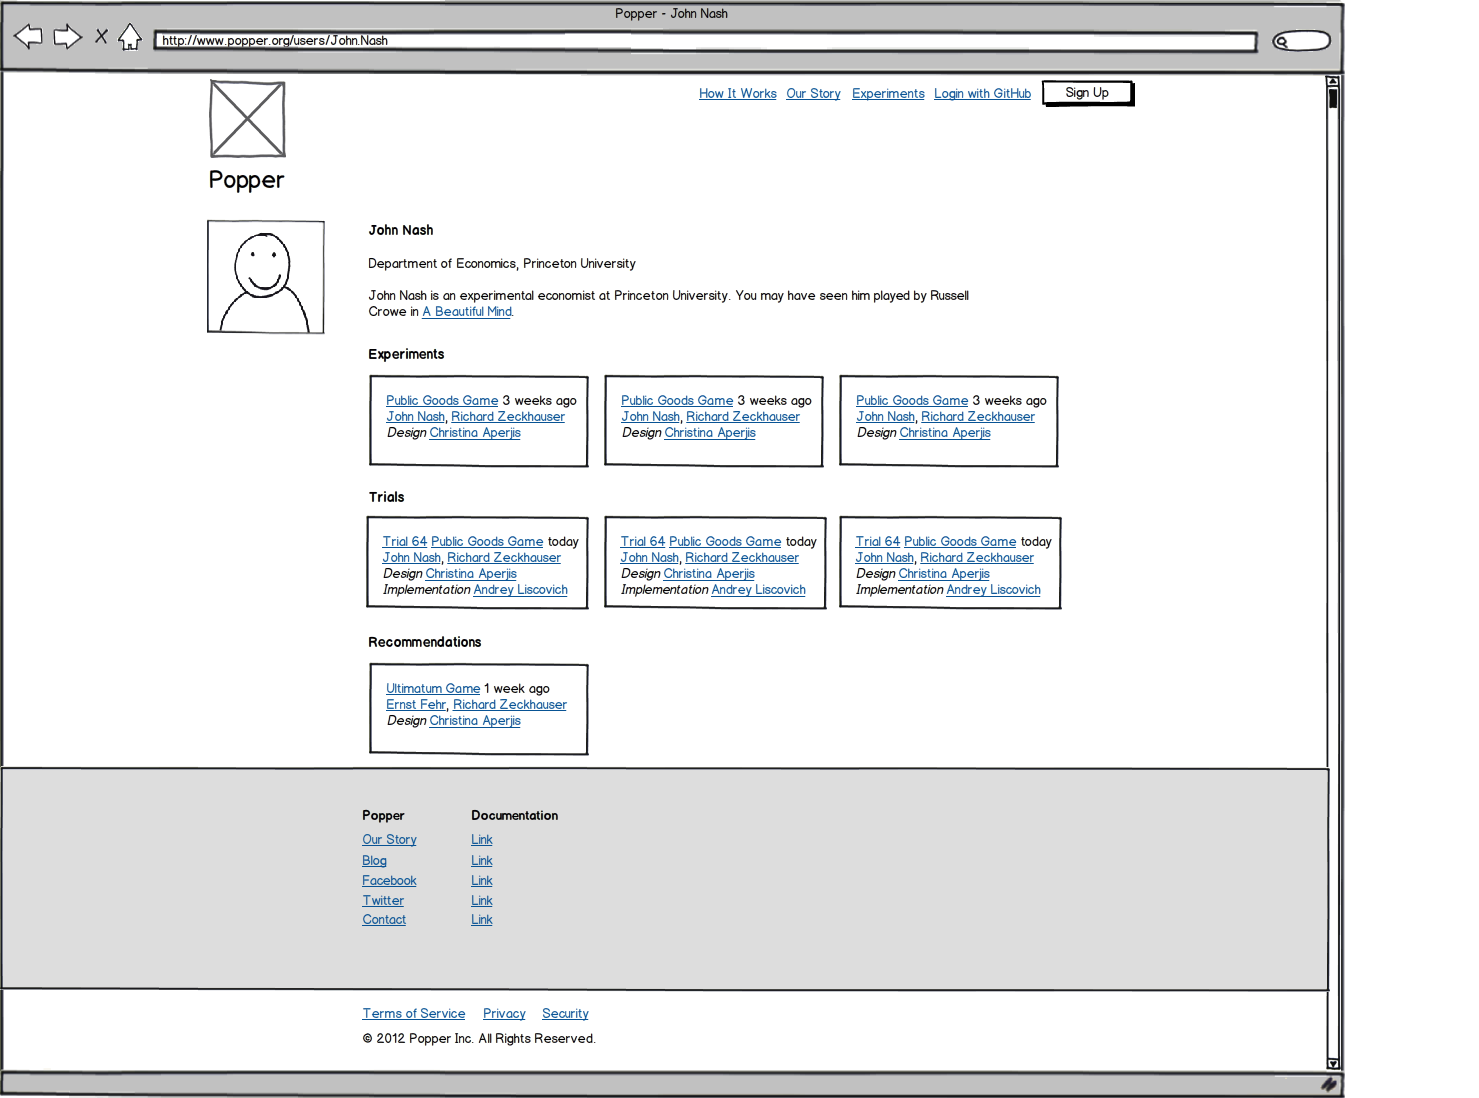 Popper - John Nash
http://www.popper.org/users/John.Nash
How It Works Our Story Experiments Login with GitHub Sign Up
Popper
John Nash
Department of Economics, Princeton University
John Nash is an experimental economist at Princeton University. You may have seen him played by Russell
Crowe in A Beautiful Mind.
Experiments
Public Goods Game 3 weeks ago
John Nash, Richard Zeckhauser
Design Christina Aperjis
Public Goods Game 3 weeks ago
John Nash, Richard Zeckhauser
Design Christina Aperjis
Public Goods Game 3 weeks ago
John Nash, Richard Zeckhauser
Design Christina Aperjis
Trials
Trial 64 Public Goods Game today
John Nash, Richard Zeckhauser
Design Christina Aperjis
Implementation Andrey Liscovich
Trial 64 Public Goods Game today
John Nash, Richard Zeckhauser
Design Christina Aperjis
Implementation Andrey Liscovich
Trial 64 Public Goods Game today
John Nash, Richard Zeckhauser
Design Christina Aperjis
Implementation Andrey Liscovich
Recommendations
Ultimatum Game 1 week ago
Ernst Fehr, Richard Zeckhauser
Design Christina Aperjis
Popper
Our Story
Blog
Facebook
Twitter
Contact
Documentation
Link
Link
Link
Link
Link
Terms of Service Privacy Security
© 2012 Popper Inc. All Rights Reserved.